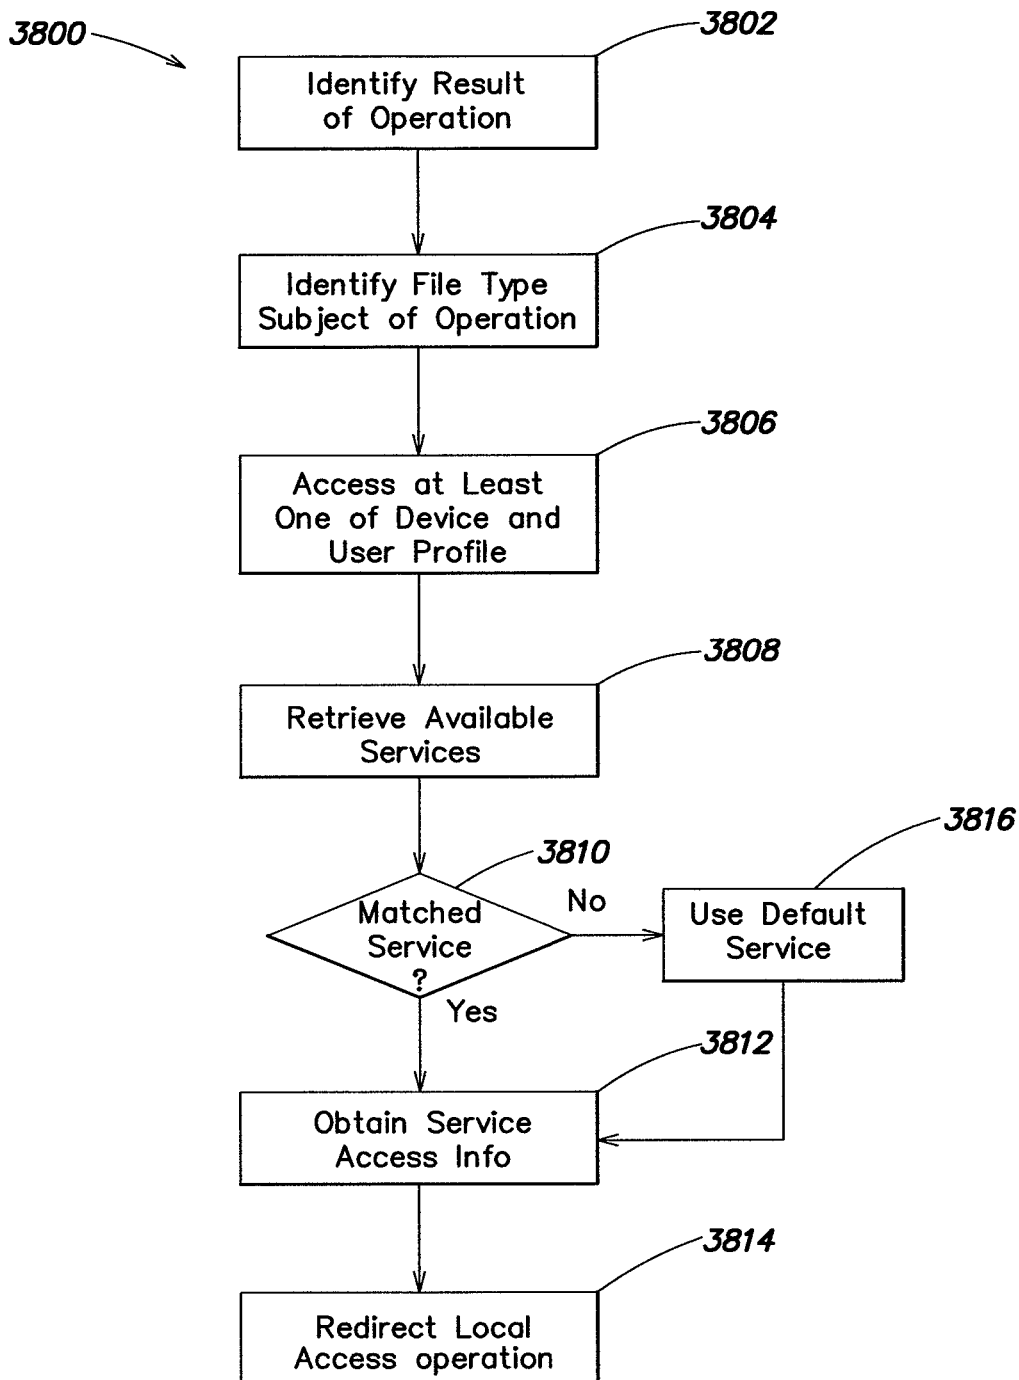 3800
3802
Identify Result
of Operation
3804
Identify File Type
Subject of Operation
3806
Access at Least
One of Device and
User Profile
3808
Retrieve Available
Services
3810
Matched
Service
?
No
3816
Use Default
Service
Yes
3812
Obtain Service
Access Info
3814
Redirect Local
Access operation